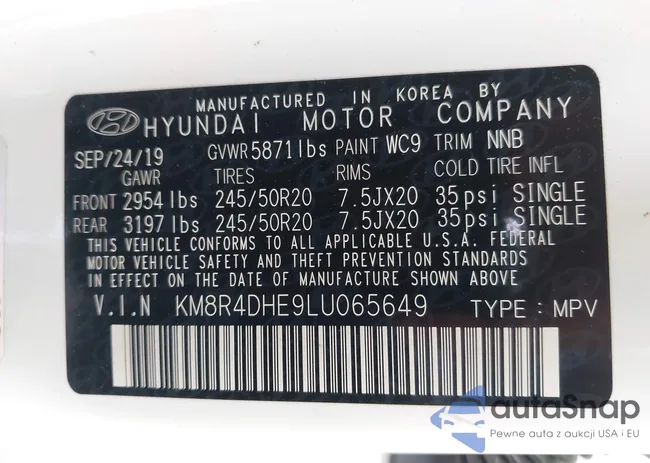 MANUFACTURED IN KOREA BY
HYUNDAI MOTOR COMPANY
SEP/24/19 GVWR 5871lbs PAINT WC9 TRIM NNB
GAWR TIRES RIMS COLD TIRE INFL
FRONT 2954 lbs 245/50R20 7.5JX20 35 psi SINGLE
REAR 3197 lbs 245/50R20 7.5JX20 35 psi SINGLE
THIS VEHICLE CONFORMS TO ALL APPLICABLE U.S.A. FEDERAL
MOTOR VEHICLE SAFETY AND THEFT PREVENTION STANDARDS
IN EFFECT ON THE DATE OF MANUFACTURE SHOWN ABOVE.
V.I.N KM8R4DHE9LU065649 TYPE : MPV
autaSnap
Pewne auta z aukcji USA i EU